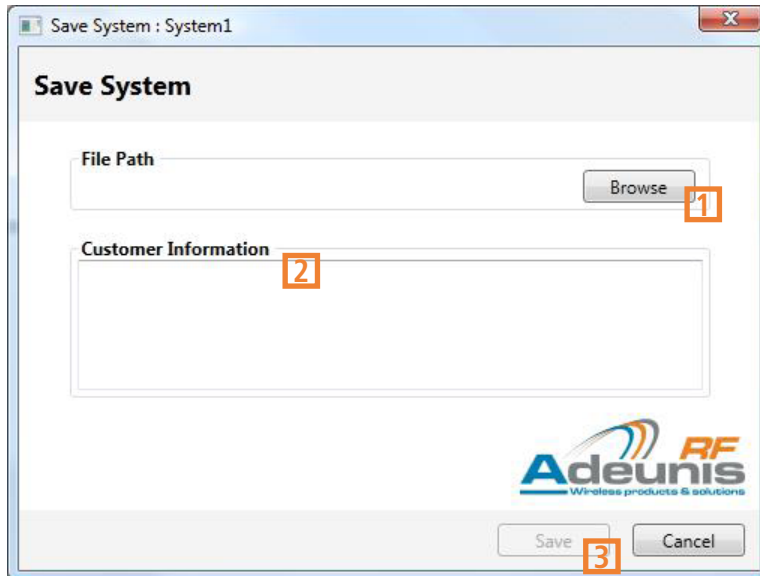 Save System : System1
Save System
File Path
Browse
1
Customer Information
2
Adeunis RF
Wireless products & solutions
Save
3
Cancel